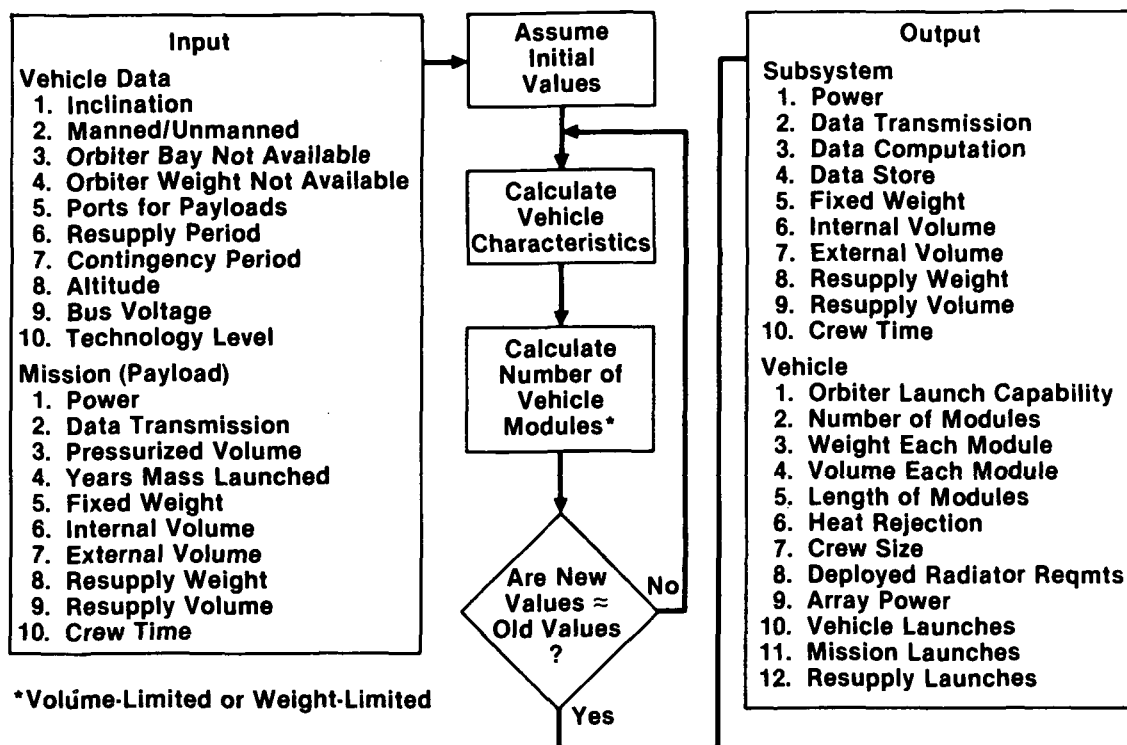 Input
Vehicle Data
1. Inclination
2. Manned/Unmanned
3. Orbiter Bay Not Available
4. Orbiter Weight Not Available
5. Ports for Payloads
6. Resupply Period
7. Contingency Period
8. Altitude
9. Bus Voltage
10. Technology Level
Mission (Payload)
1. Power
2. Data Transmission
3. Pressurized Volume
4. Years Mass Launched
5. Fixed Weight
6. Internal Volume
7. External Volume
8. Resupply Weight
9. Resupply Volume
10. Crew Time
*Volúme-Limited or Weight-Limited
Assume
Initial
Values
Calculate
Vehicle
Characteristics
Calculate
Number of
Vehicle
Modules*
Are New
Values ≈
Old Values
?
No
Yes
Output
Subsystem
1. Power
2. Data Transmission
3. Data Computation
4. Data Store
5. Fixed Weight
6. Internal Volume
7. External Volume
8. Resupply Weight
9. Resupply Volume
10. Crew Time
Vehicle
1. Orbiter Launch Capability
2. Number of Modules
3. Weight Each Module
4. Volume Each Module
5. Length of Modules
6. Heat Rejection
7. Crew Size
8. Deployed Radiator Reqmts
9. Array Power
10. Vehicle Launches
11. Mission Launches
12. Resupply Launches